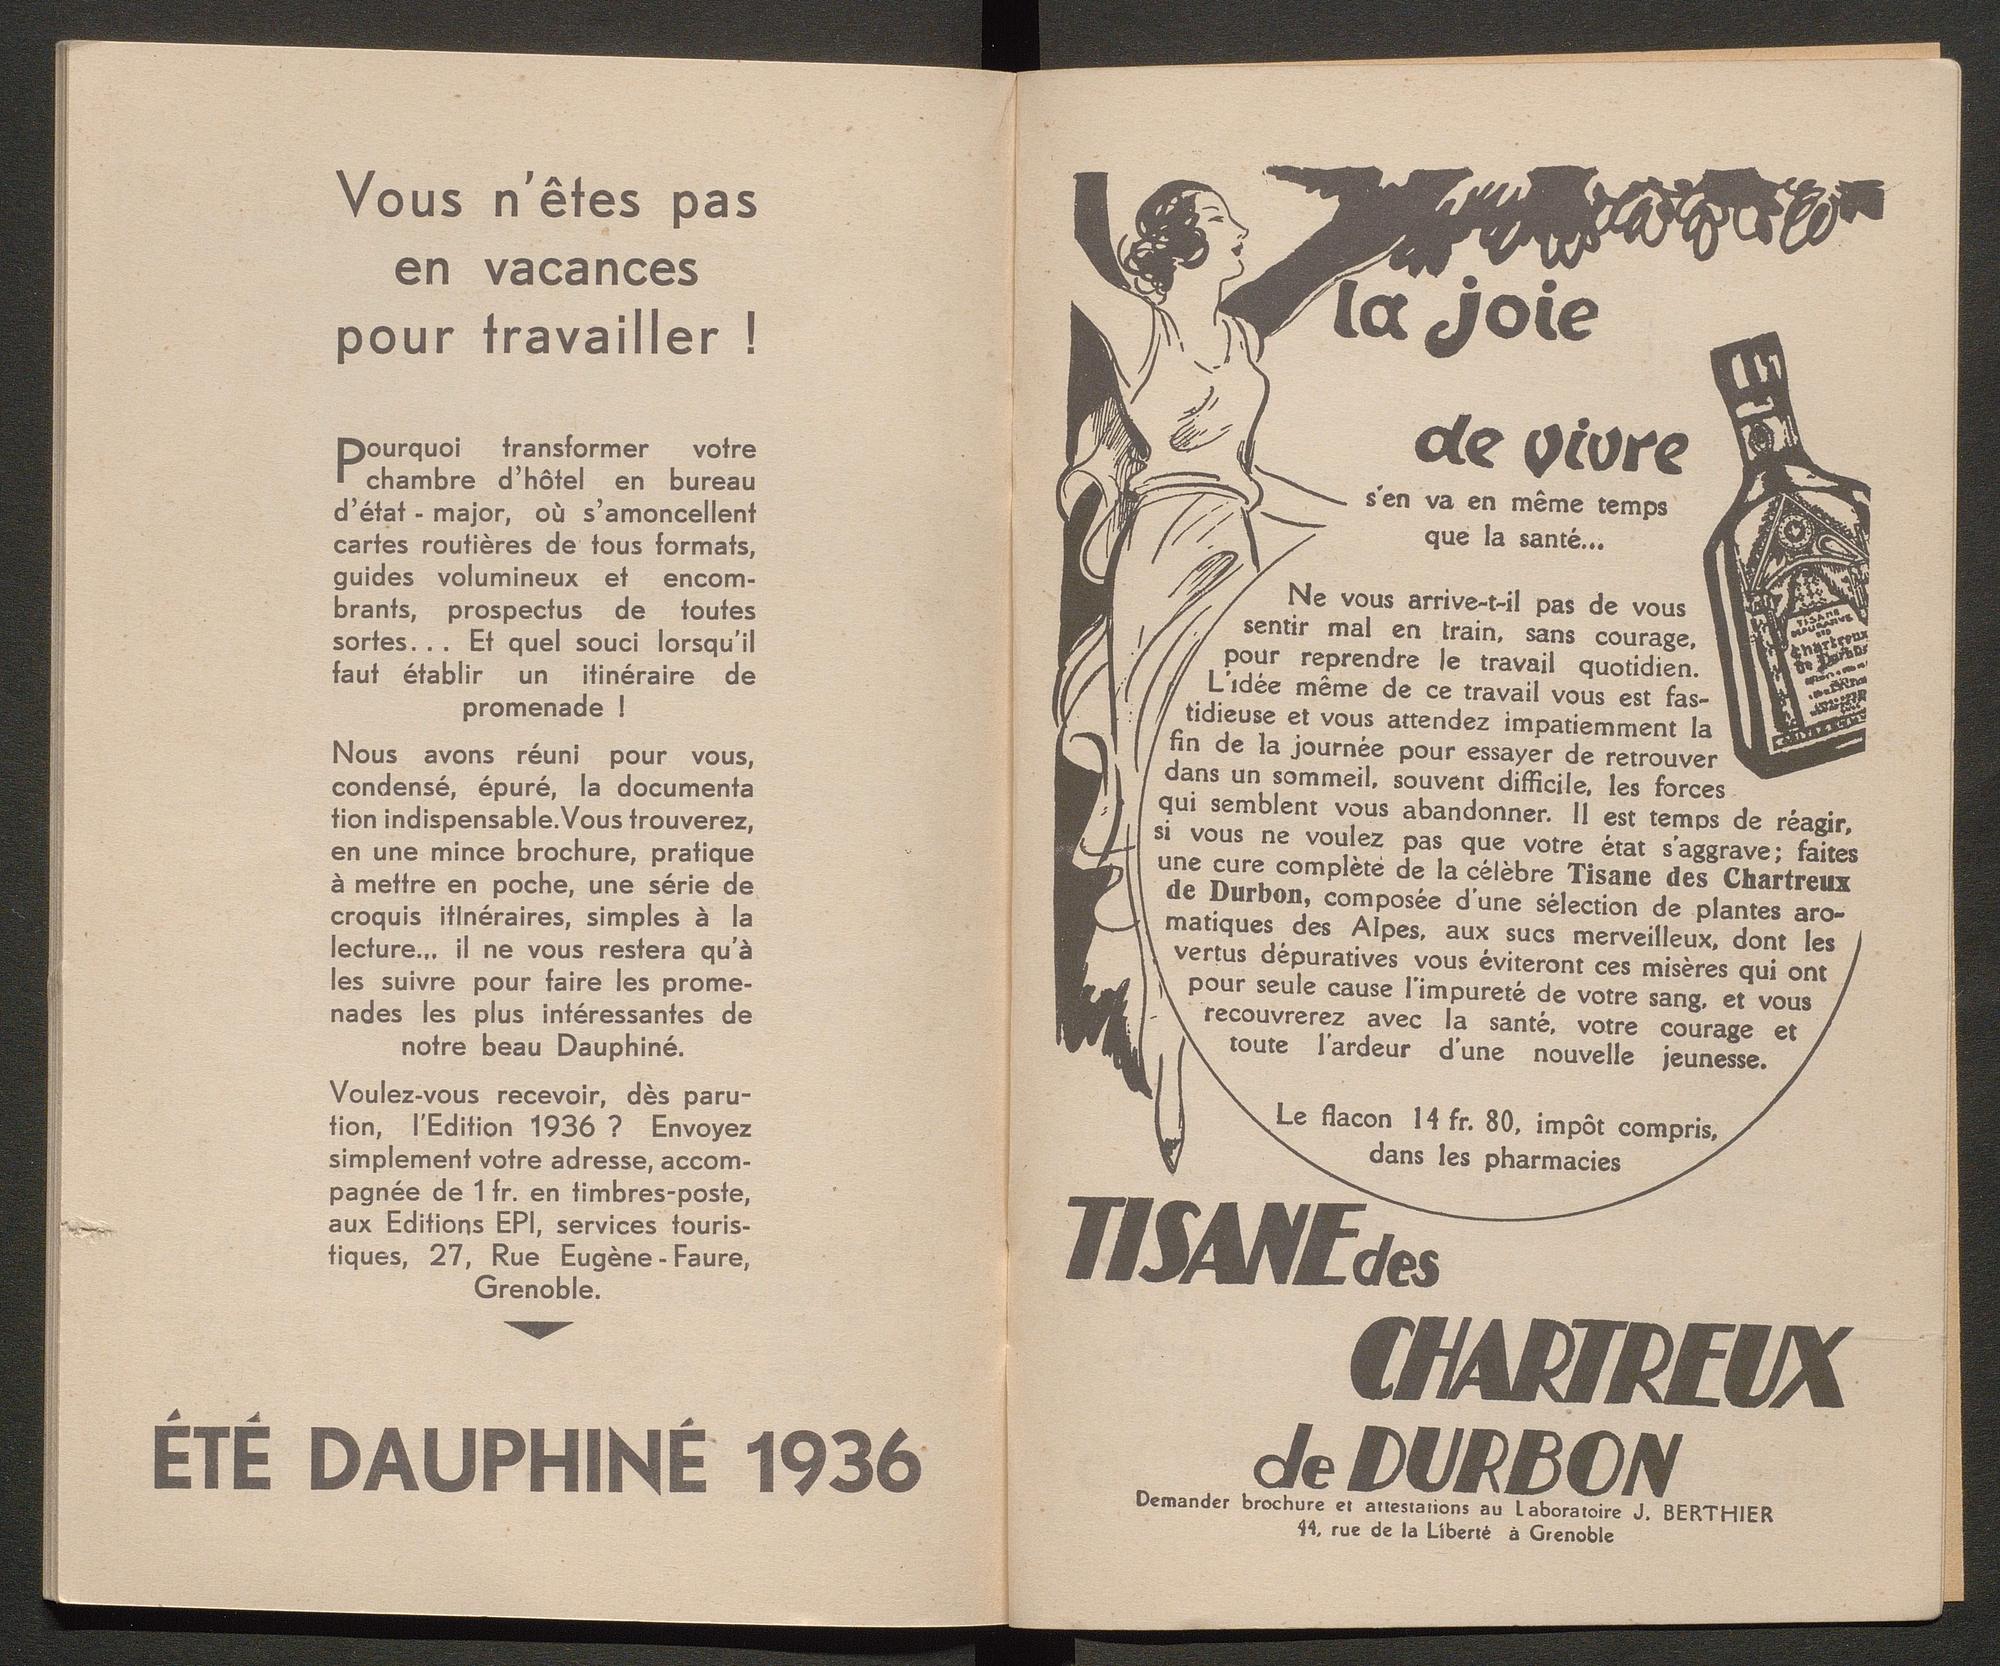 Vous n'êtes pas
en vacances
pour travailler !
Pourquoi transformer votre
chambre d'hôtel en bureau
d'état - major, où s'amoncellent
cartes routières de tous formats,
guides volumineux et encom-
brants, prospectus de toutes
sortes... Et quel souci lorsqu'il
faut établir un itinéraire de
promenade !
Nous avons réuni pour vous,
condensé, épuré, la documenta
tion indispensable.Vous trouverez,
en une mince brochure, pratique
à mettre en poche, une série de
croquis itInéraires, simples à la
lecture... il ne vous restera qu'à
les suivre pour faire les prome-
nades les plus intéressantes de
notre beau Dauphiné.
Voulez-vous recevoir, dès paru-
tion, l'Edition 1936 ? Envoyez
simplement votre adresse, accom-
pagnée de 1 fr. en timbres-poste,
aux Editions EPI, services touris-
tiques, 27, Rue Eugène - Faure,
Grenoble.
ÉTÉ DAUPHINÉ 1936
la joie
de vivre
s'en va en même temps
que la santé...
Ne vous arrive-t-il pas de vous
sentir mal en train, sans courage,
pour reprendre le travail quotidien.
L'idée même de ce travail vous est fas-
tidieuse et vous attendez impatiemment la
fin de la journée pour essayer de retrouver
dans un sommeil, souvent difficile, les forces
qui semblent vous abandonner. Il est temps de réagir,
si vous ne voulez pas que votre état s'aggrave; faites
une cure complète de la célèbre Tisane des Chartreux
de Durbon, composée d'une sélection de plantes aro-
matiques des Alpes, aux sucs merveilleux, dont les
vertus dépuratives vous éviteront ces misères qui ont
pour seule cause l'impureté de votre sang, et vous
recouvrerez avec la santé, votre courage et
toute l'ardeur d'une nouvelle jeunesse.
Le flacon 14 fr. 80, impôt compris,
dans les pharmacies
TISANE
DEPURATIVE
DES
Chartreux
de Durbon
TISANE des
CHARTREUX
de DURBON
Demander brochure et attestations au Laboratoire J. BERTHIER
44, rue de la Liberté à Grenoble